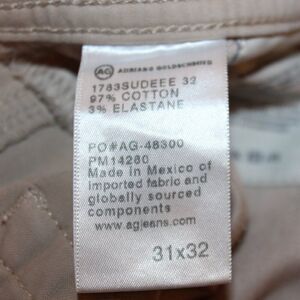 AG ADRIANO GOLDSCHMIED
1783SUDEEE 32
97% COTTON
3% ELASTANE
PO#AG-48300
PM14260
Made in Mexico of
imported fabric and
globally sourced
components
www.agjeans.com
31x32